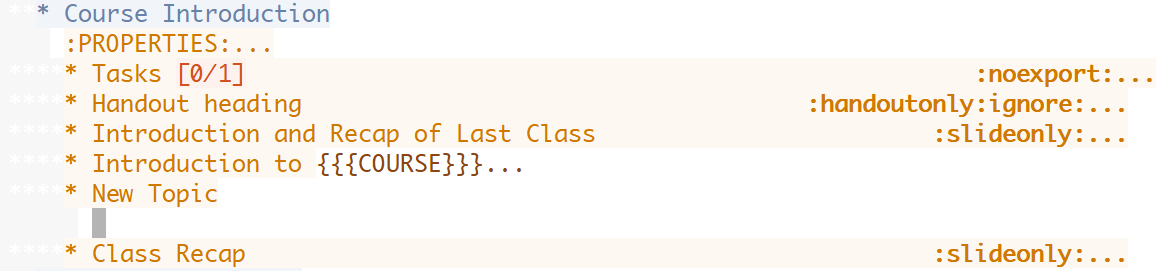 *** Course Introduction
:PROPERTIES:...
***** Tasks [0/1] :noexport:...
***** Handout heading :handoutonly:ignore:...
***** Introduction and Recap of Last Class :slideonly:...
***** Introduction to {{{COURSE}}}...
***** New Topic
***** Class Recap :slideonly:...